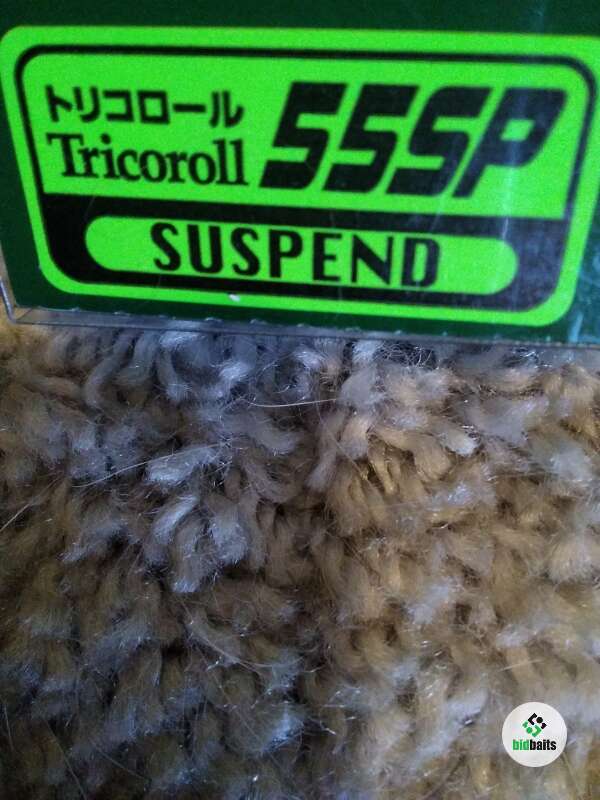 トリコロール
Tricoroll 55SP
SUSPEND
bidbaits